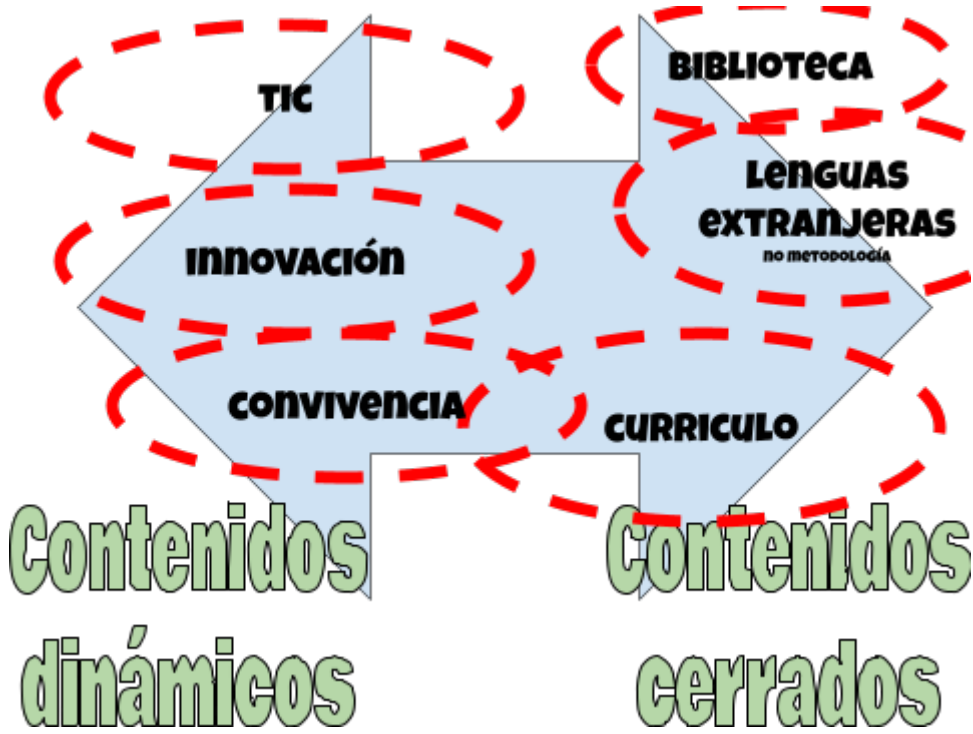 TIC
INNOVACIÓN
CONVIVENCIA
BIBLIOTECA
LENGUAS
EXTRANJERAS
NO METODOLOGÍA
CURRICULO
Contenidos
dinámicos
Contenidos
cerrados